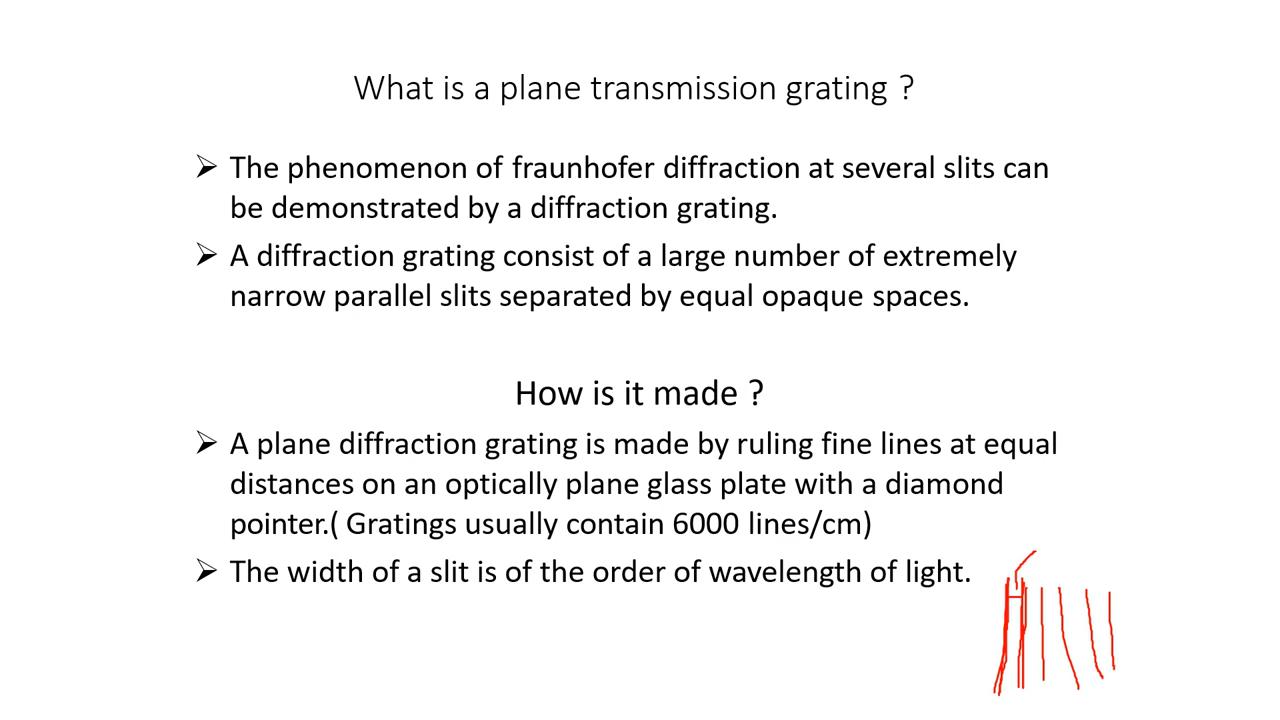 What is a plane transmission grating ?
➢ The phenomenon of fraunhofer diffraction at several slits can
be demonstrated by a diffraction grating.
➢ A diffraction grating consist of a large number of extremely
narrow parallel slits separated by equal opaque spaces.
How is it made ?
➢ A plane diffraction grating is made by ruling fine lines at equal
distances on an optically plane glass plate with a diamond
pointer.( Gratings usually contain 6000 lines/cm)
➢ The width of a slit is of the order of wavelength of light.